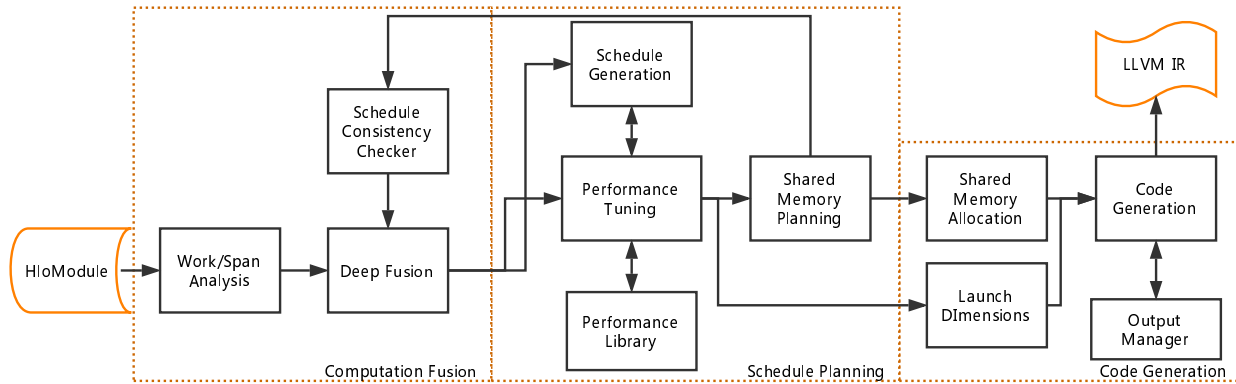 HloModule
Work/Span
Analysis
Schedule
Consistency
Checker
Deep Fusion
Computation Fusion
Schedule
Generation
Performance
Tuning
Performance
Library
Shared
Memory
Planning
Schedule Planning
Shared
Memory
Allocation
Launch
DImensions
LLVM IR
Code
Generation
Output
Manager
Code Generation